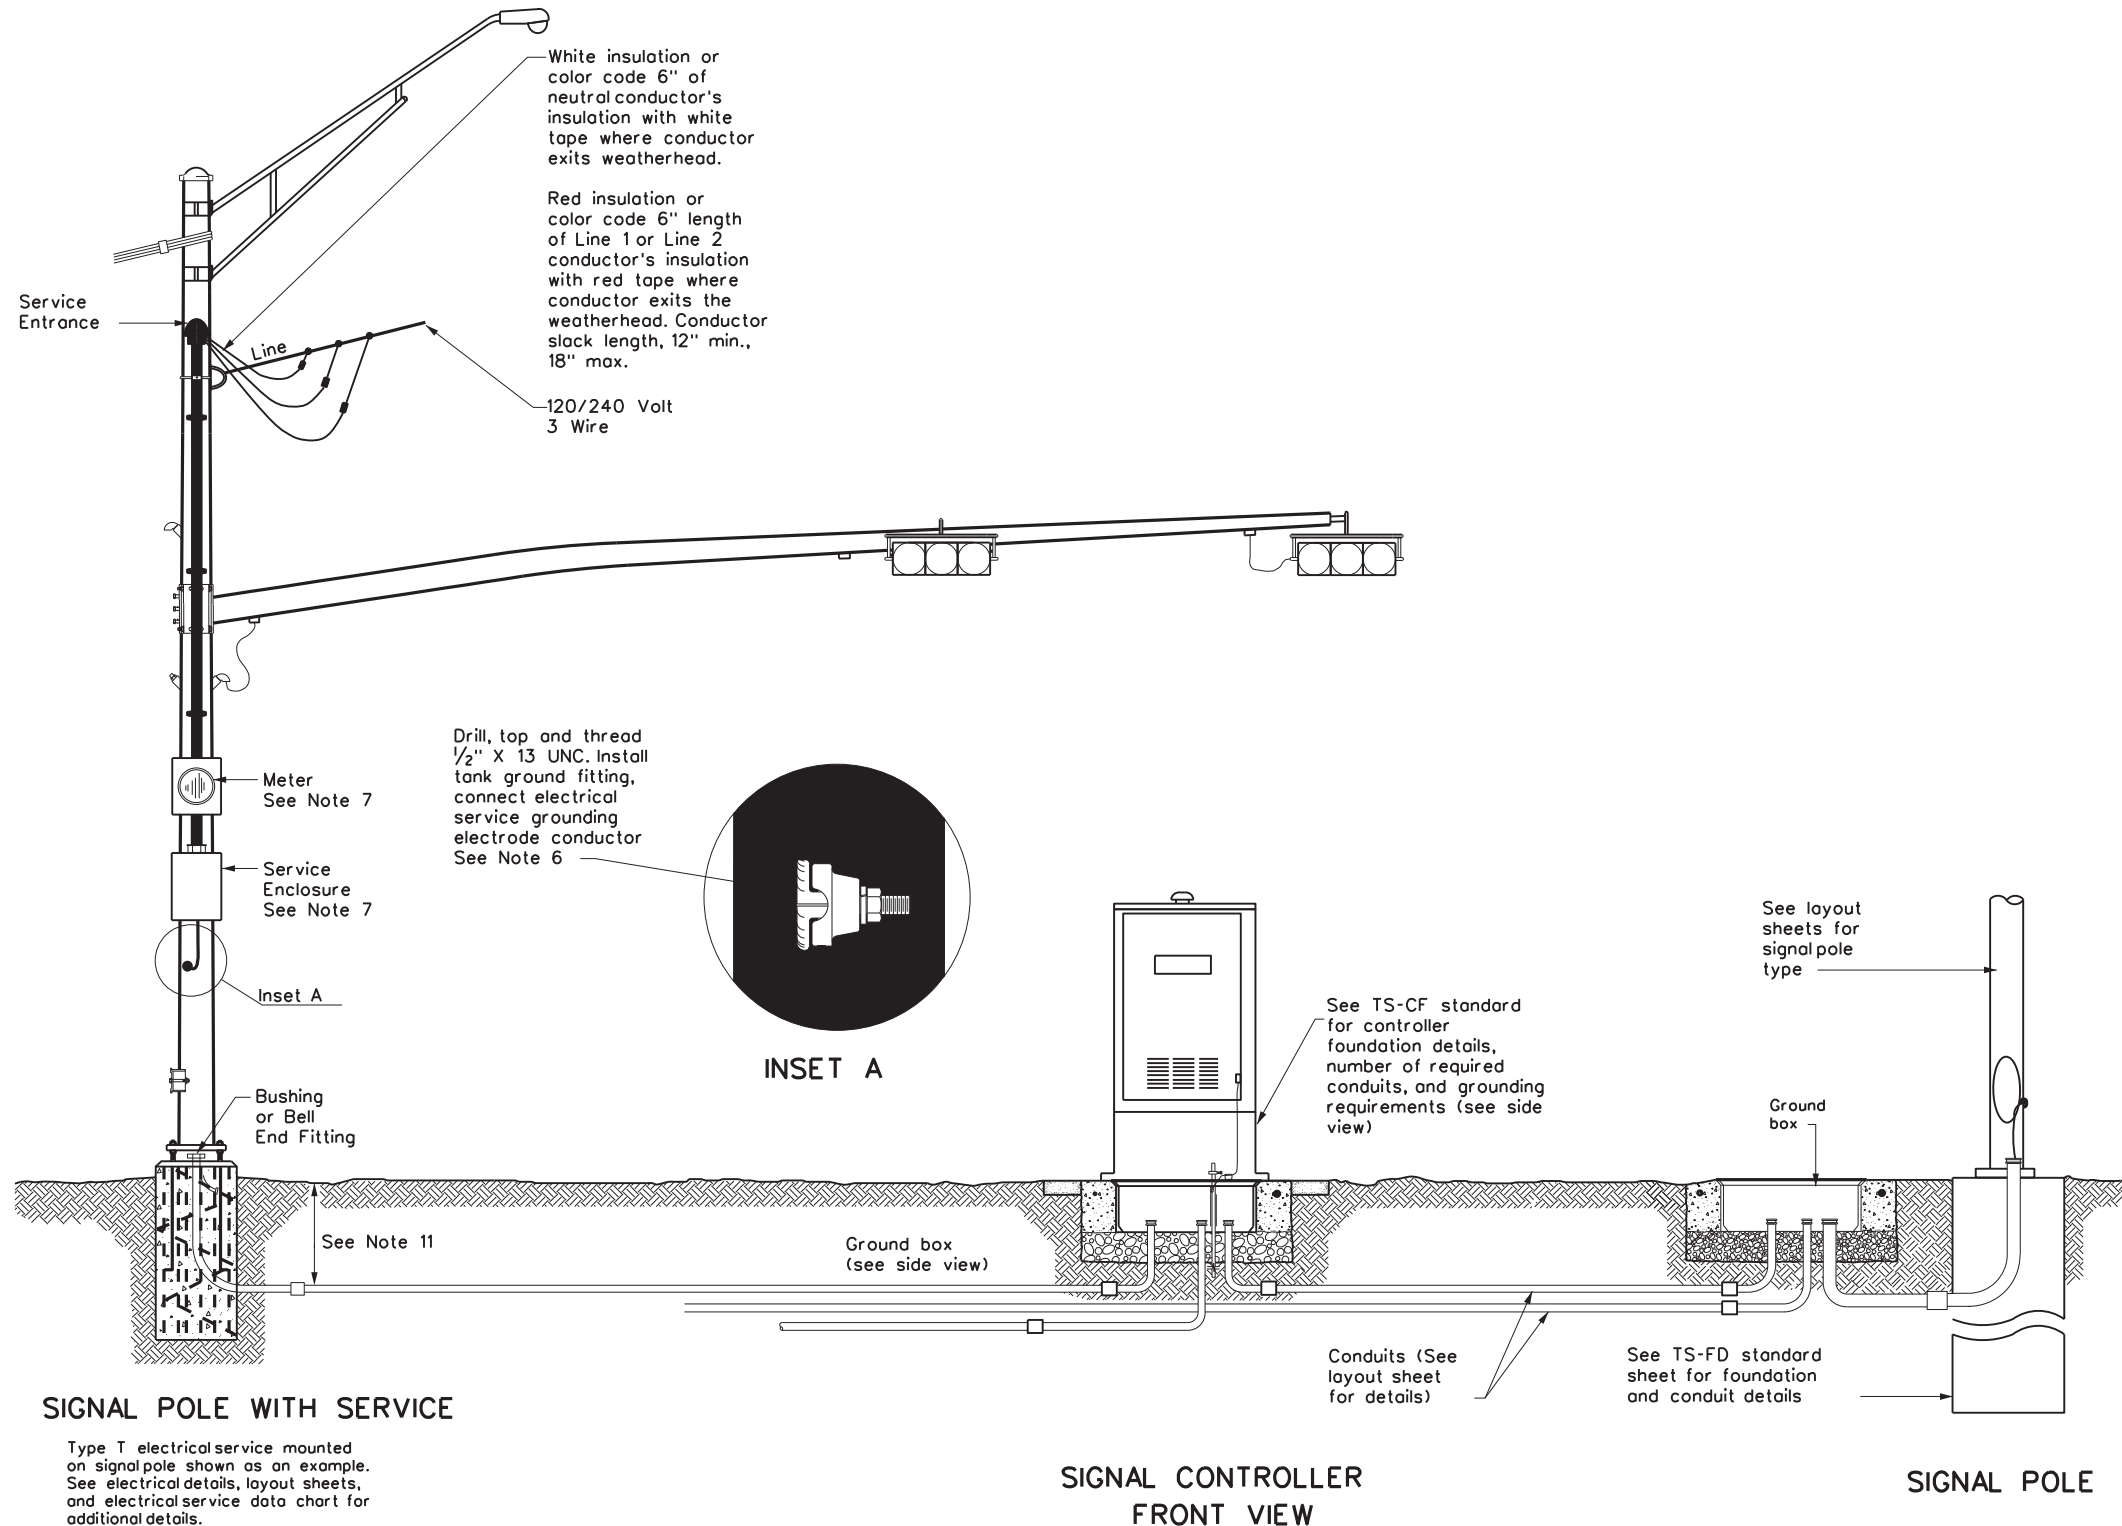 White insulation or
color code 6" of
neutral conductor's
insulation with white
tape where conductor
exits weatherhead.
Red insulation or
color code 6" length
of Line 1 or Line 2
conductor's insulation
with red tape where
conductor exits the
weatherhead. Conductor
slack length, 12" min.,
18" max.
Service
Entrance
Line
120/240 Volt
3 Wire
Drill, top and thread
1/2" X 13 UNC. Install
tank ground fitting,
connect electrical
service grounding
electrode conductor
See Note 6
Meter
See Note 7
Service
Enclosure
See Note 7
Inset A
INSET A
See layout
sheets for
signal pole
type
See TS-CF standard
for controller
foundation details,
number of required
conduits, and grounding
requirements (see side
view)
Bushing
or Bell
End Fitting
Ground
box
See Note 11
Ground box
(see side view)
Conduits (See
layout sheet
for details)
See TS-FD standard
sheet for foundation
and conduit details
SIGNAL POLE WITH SERVICE
Type T electrical service mounted
on signal pole shown as an example.
See electrical details, layout sheets,
and electrical service data chart for
additional details.
SIGNAL CONTROLLER
FRONT VIEW
SIGNAL POLE